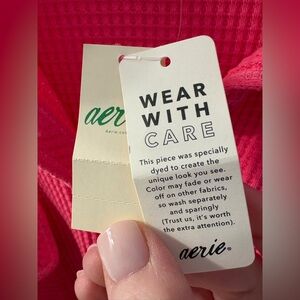 aerie
WEAR
WITH
CARE
This piece was specially
dyed to create the
unique look you see.
Color may fade or wear
off on other fabrics,
so wash separately
and sparingly
(Trust us, it's worth
the extra attention).
aerie®